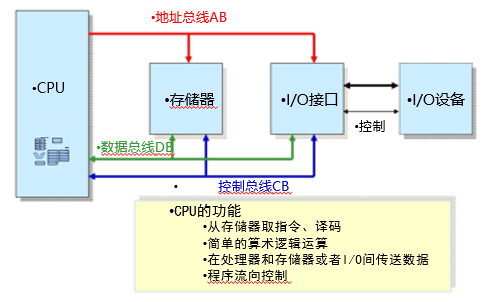 •地址总线AB
•CPU
•存储器
•I/O接口
•I/O设备
•控制
•数据总线DB
• 控制总线CB
•CPU的功能
•从存储器取指令、译码
•简单的算术逻辑运算
•在处理器和存储器或者I/O间传送数据
•程序流向控制